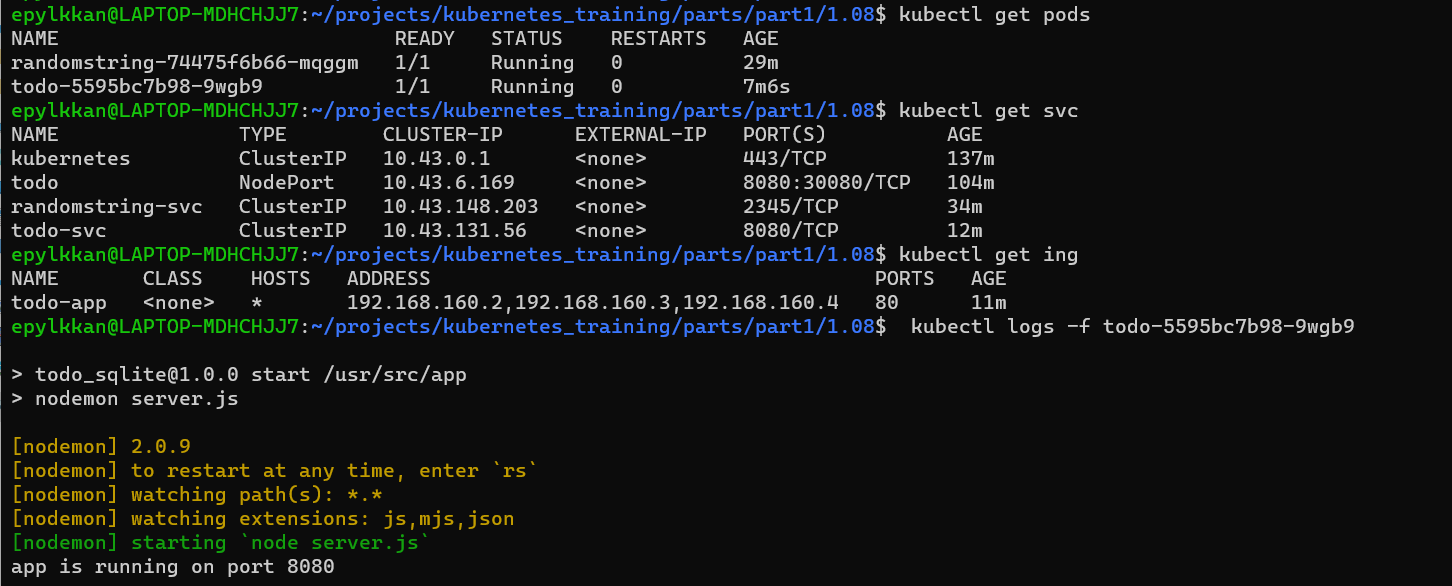 epylkkan@LAPTOP-MDHCHJJ7:~/projects/kubernetes_training/parts/part1/1.08$ kubectl get pods
NAME                            READY   STATUS    RESTARTS   AGE
randomstring-74475f6b66-mqggm   1/1     Running   0          29m
todo-5595bc7b98-9wgb9           1/1     Running   0          7m6s
epylkkan@LAPTOP-MDHCHJJ7:~/projects/kubernetes_training/parts/part1/1.08$ kubectl get svc
NAME               TYPE        CLUSTER-IP      EXTERNAL-IP   PORT(S)          AGE
kubernetes         ClusterIP   10.43.0.1       <none>        443/TCP          137m
todo               NodePort    10.43.6.169     <none>        8080:30080/TCP   104m
randomstring-svc   ClusterIP   10.43.148.203   <none>        2345/TCP         34m
todo-svc           ClusterIP   10.43.131.56    <none>        8080/TCP         12m
epylkkan@LAPTOP-MDHCHJJ7:~/projects/kubernetes_training/parts/part1/1.08$ kubectl get ing
NAME       CLASS    HOSTS   ADDRESS                                     PORTS   AGE
todo-app   <none>   *       192.168.160.2,192.168.160.3,192.168.160.4   80      11m
epylkkan@LAPTOP-MDHCHJJ7:~/projects/kubernetes_training/parts/part1/1.08$  kubectl logs -f todo-5595bc7b98-9wgb9
> todo_sqlite@1.0.0 start /usr/src/app
> nodemon server.js
[nodemon] 2.0.9
[nodemon] to restart at any time, enter `rs`
[nodemon] watching path(s): *.*
[nodemon] watching extensions: js,mjs,json
[nodemon] starting `node server.js`
app is running on port 8080